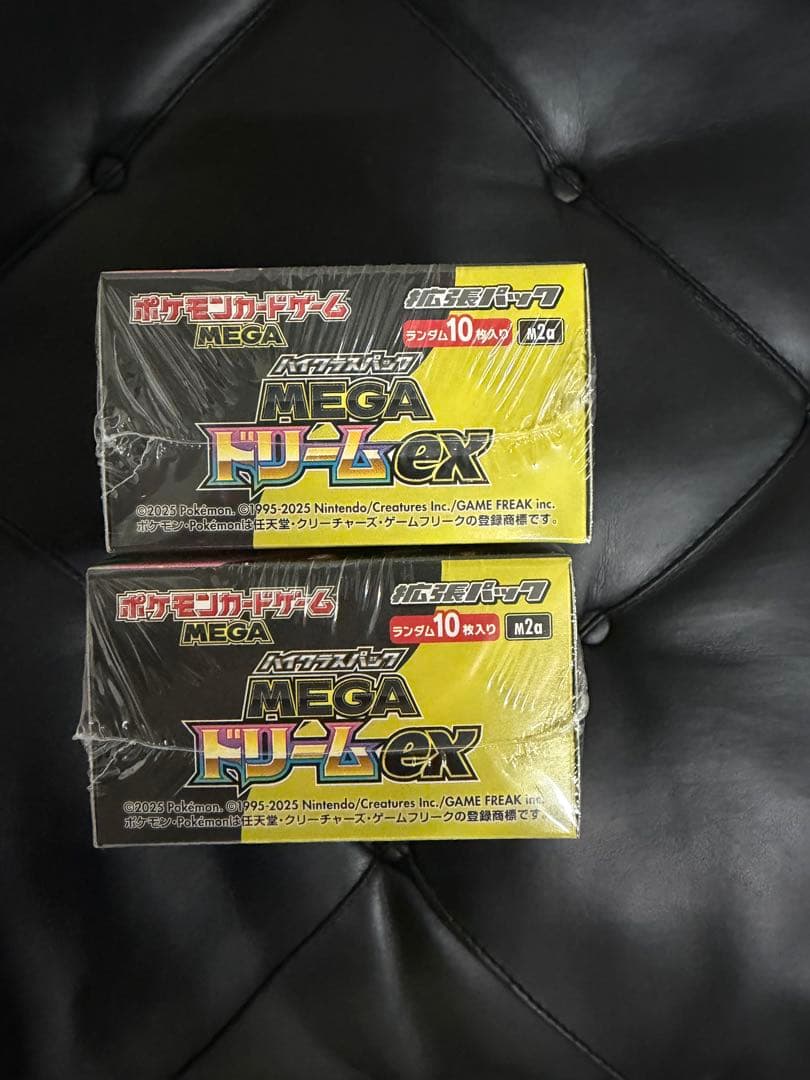 ポケモンカードゲーム
MEGA
拡張パック
ランダム10枚入り M2a
ハイクラスパック
MEGA
ドリームex
©2025 Pokémon. ©1995-2025 Nintendo/Creatures Inc./GAME FREAK inc.
ポケモン・Pokémonは任天堂・クリーチャーズ・ゲームフリークの登録商標です。
ポケモンカードゲーム
MEGA
拡張パック
ランダム10枚入り M2a
ハイクラスパック
MEGA
ドリームex
©2025 Pokémon. ©1995-2025 Nintendo/Creatures Inc./GAME FREAK inc.
ポケモン・Pokémonは任天堂・クリーチャーズ・ゲームフリークの登録商標です。